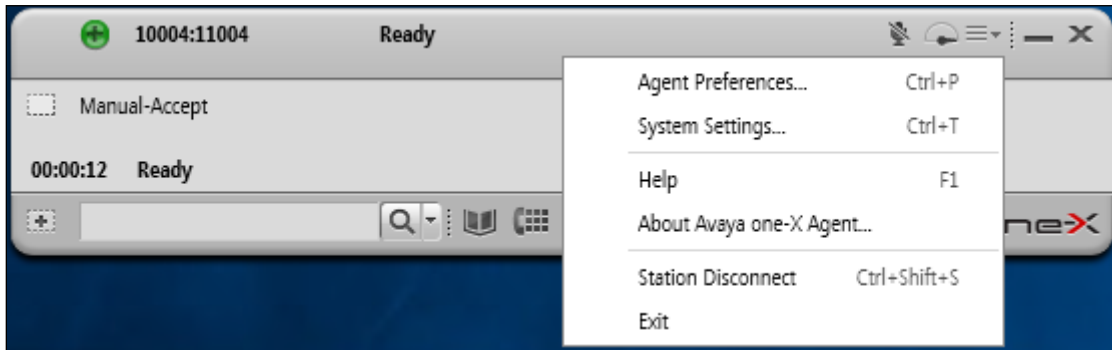 10004:11004 Ready
Agent Preferences... Ctrl+P
Manual-Accept
System Settings... Ctrl+T
00:00:12 Ready
Help F1
About Avaya one-X Agent...
ne-X
Station Disconnect Ctrl+Shift+S
Exit